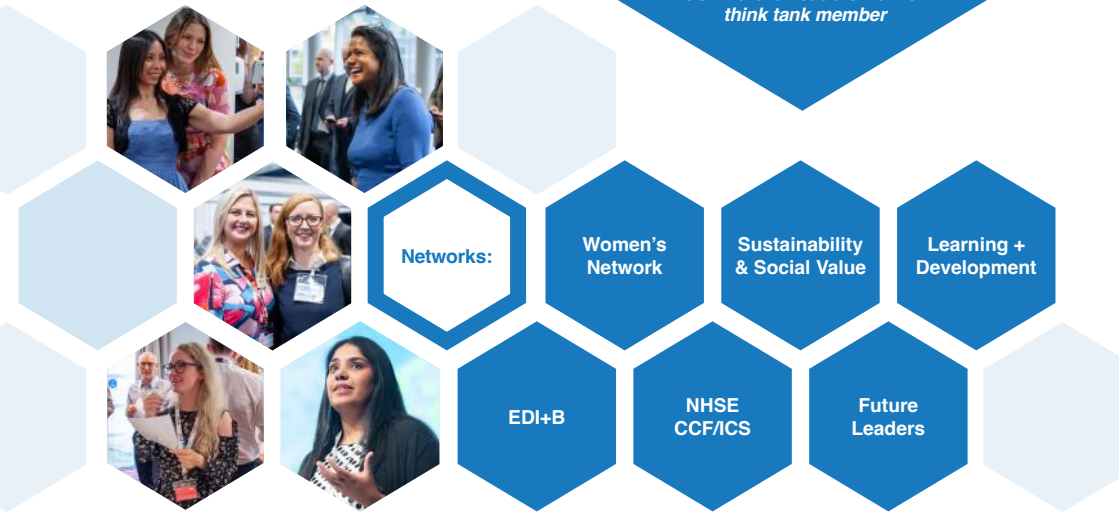 think tank member
Networks:
Women’s
Network
Sustainability
& Social Value
Learning +
Development
EDI+B
NHSE
CCF/ICS
Future
Leaders